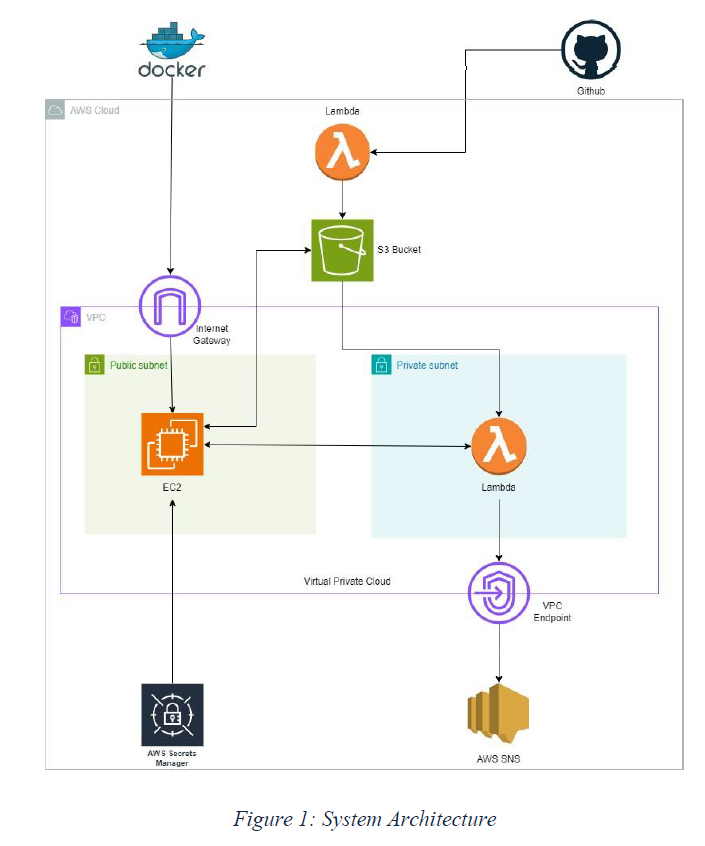 docker
Github
AWS Cloud
Lambda
S3 Bucket
VPC
Internet
Gateway
Public subnet
Private subnet
EC2
Lambda
Virtual Private Cloud
VPC
Endpoint
AWS Secrets
Manager
AWS SNS
Figure 1: System Architecture